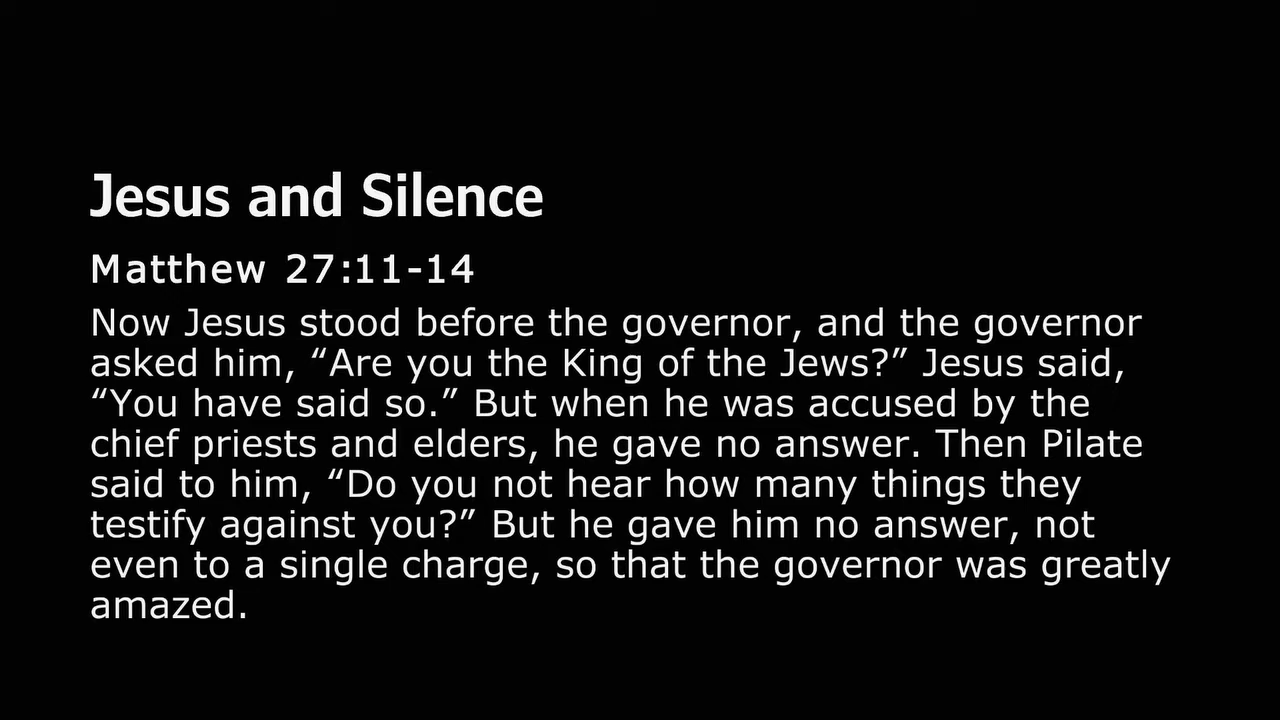 Jesus and Silence
Matthew 27:11-14
Now Jesus stood before the governor, and the governor
asked him, “Are you the King of the Jews?” Jesus said,
“You have said so.” But when he was accused by the
chief priests and elders, he gave no answer. Then Pilate
said to him, “Do you not hear how many things they
testify against you?” But he gave him no answer, not
even to a single charge, so that the governor was greatly
amazed.